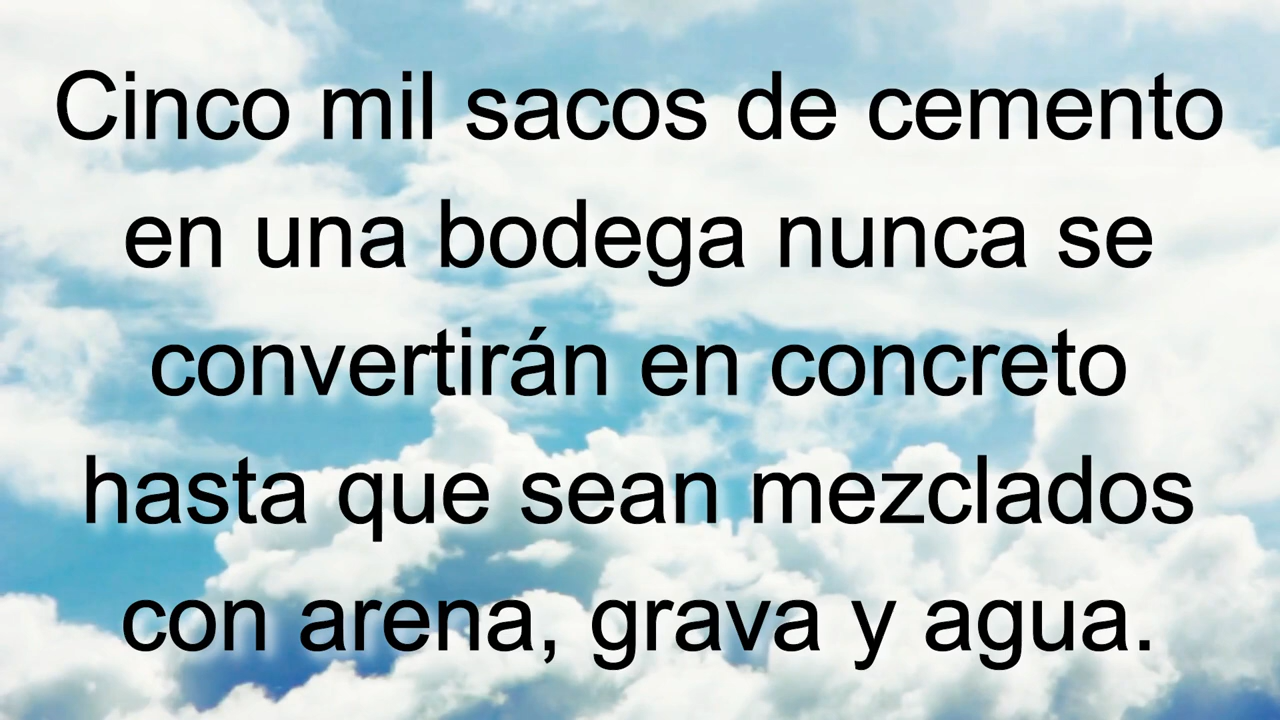 Cinco mil sacos de cemento
en una bodega nunca se
convertirán en concreto
hasta que sean mezclados
con arena, grava y agua.